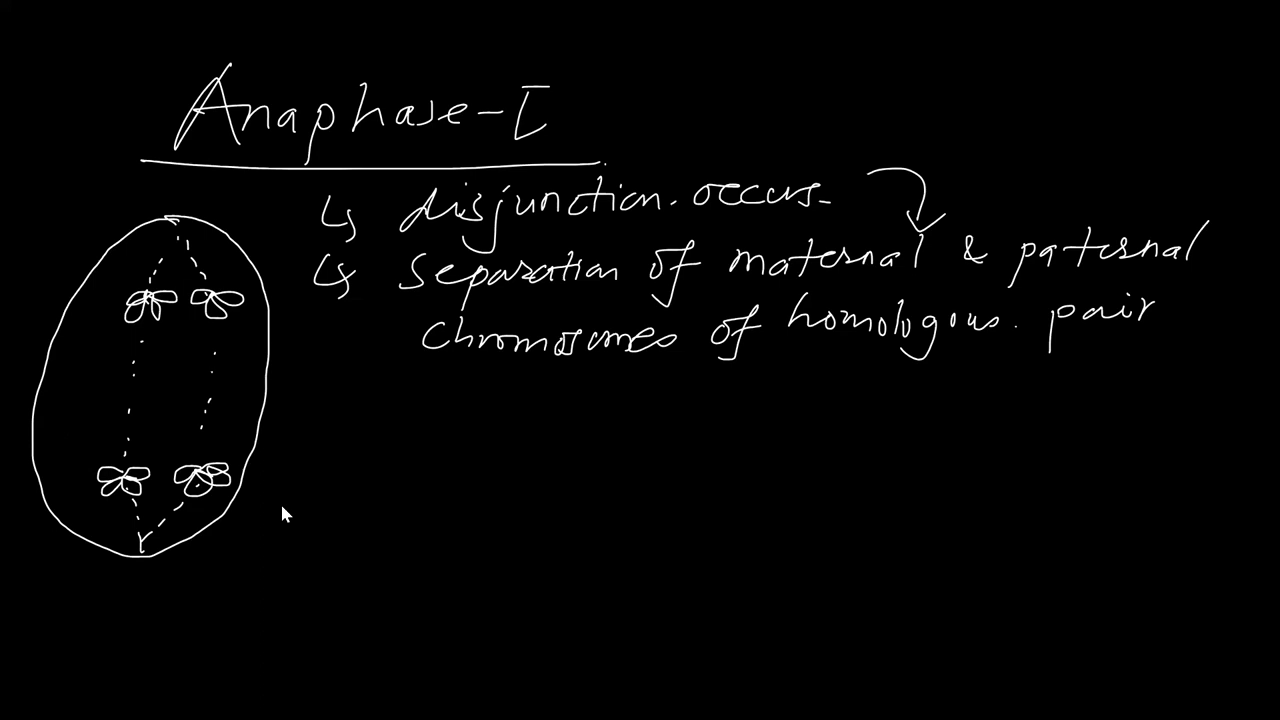 Anaphase-I
↳ disjunction. occurs.
↳ separation of maternal & paternal
chromosomes of homologous. pair